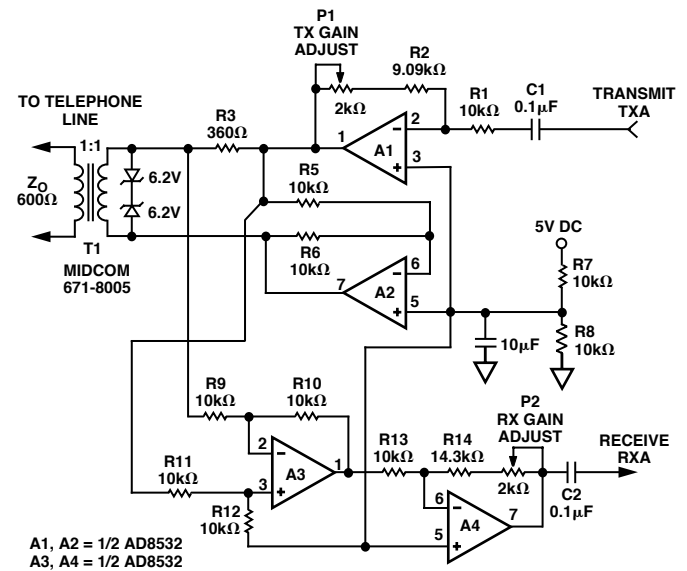 P1
TX GAIN
ADJUST
R2
9.09kΩ
2kΩ
R1
10kΩ
C1
0.1μF
TRANSMIT
TXA
TO TELEPHONE
LINE
1:1
R3
360Ω
1
2
3
A1
ZO
600Ω
6.2V
6.2V
T1
MIDCOM
671-8005
R5
10kΩ
R6
10kΩ
7
6
5
A2
5V DC
R7
10kΩ
R8
10kΩ
10μF
R9
10kΩ
R10
10kΩ
2
3
1
A3
R11
10kΩ
R12
10kΩ
R13
10kΩ
R14
14.3kΩ
P2
RX GAIN
ADJUST
2kΩ
6
5
7
A4
C2
0.1μF
RECEIVE
RXA
A1, A2 = 1/2 AD8532
A3, A4 = 1/2 AD8532